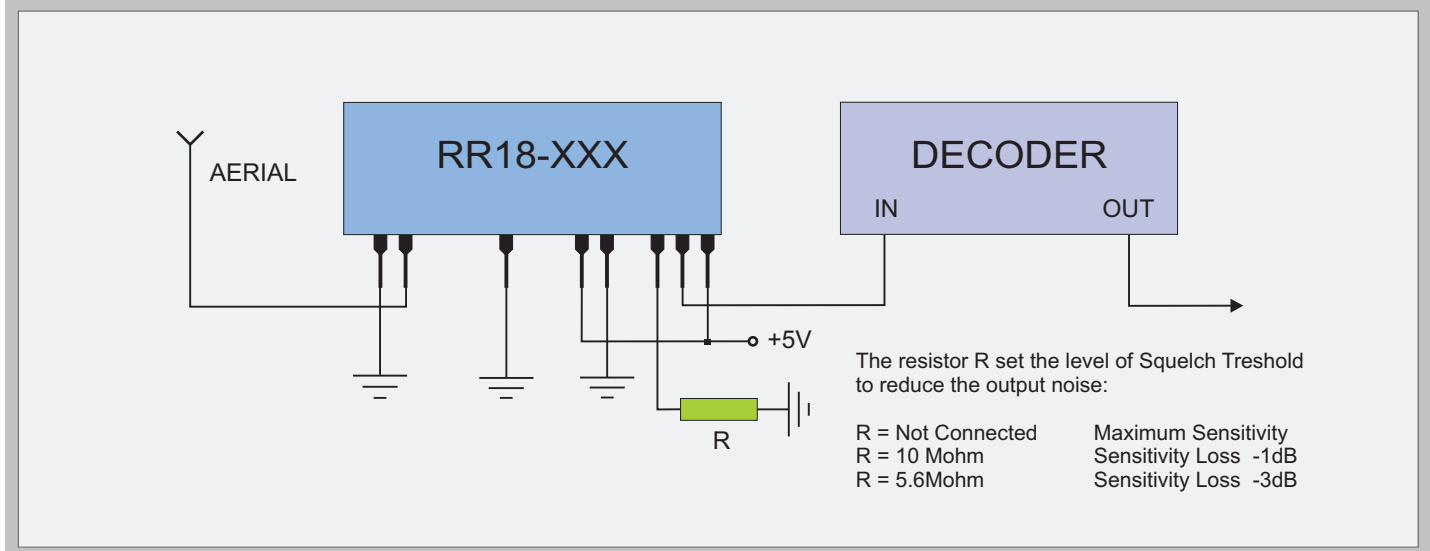 AERIAL
RR18-XXX
DECODER
IN OUT
+5V
R
The resistor R set the level of Squelch Treshold
to reduce the output noise:
R = Not Connected Maximum Sensitivity
R = 10 Mohm Sensitivity Loss -1dB
R = 5.6Mohm Sensitivity Loss -3dB